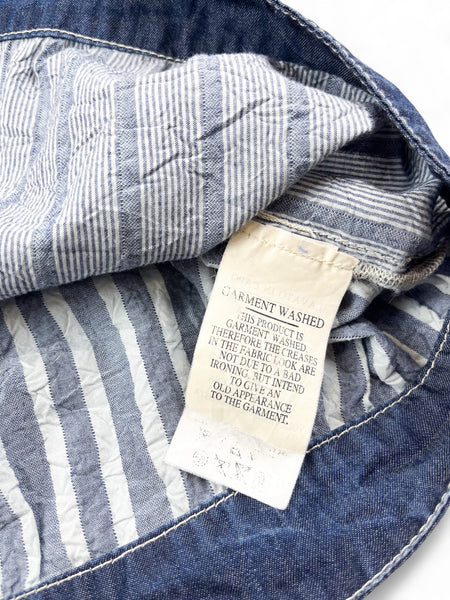 GARMENT WASHED
THIS PRODUCT IS
GARMENT WASHED,
THEREFORE THE CREASES
IN THE FABRIC LOOK ARE
NOT DUE TO A BAD
IRONING, BUT INTEND
TO GIVE AN
OLD APPEARANCE
TO THE GARMENT.